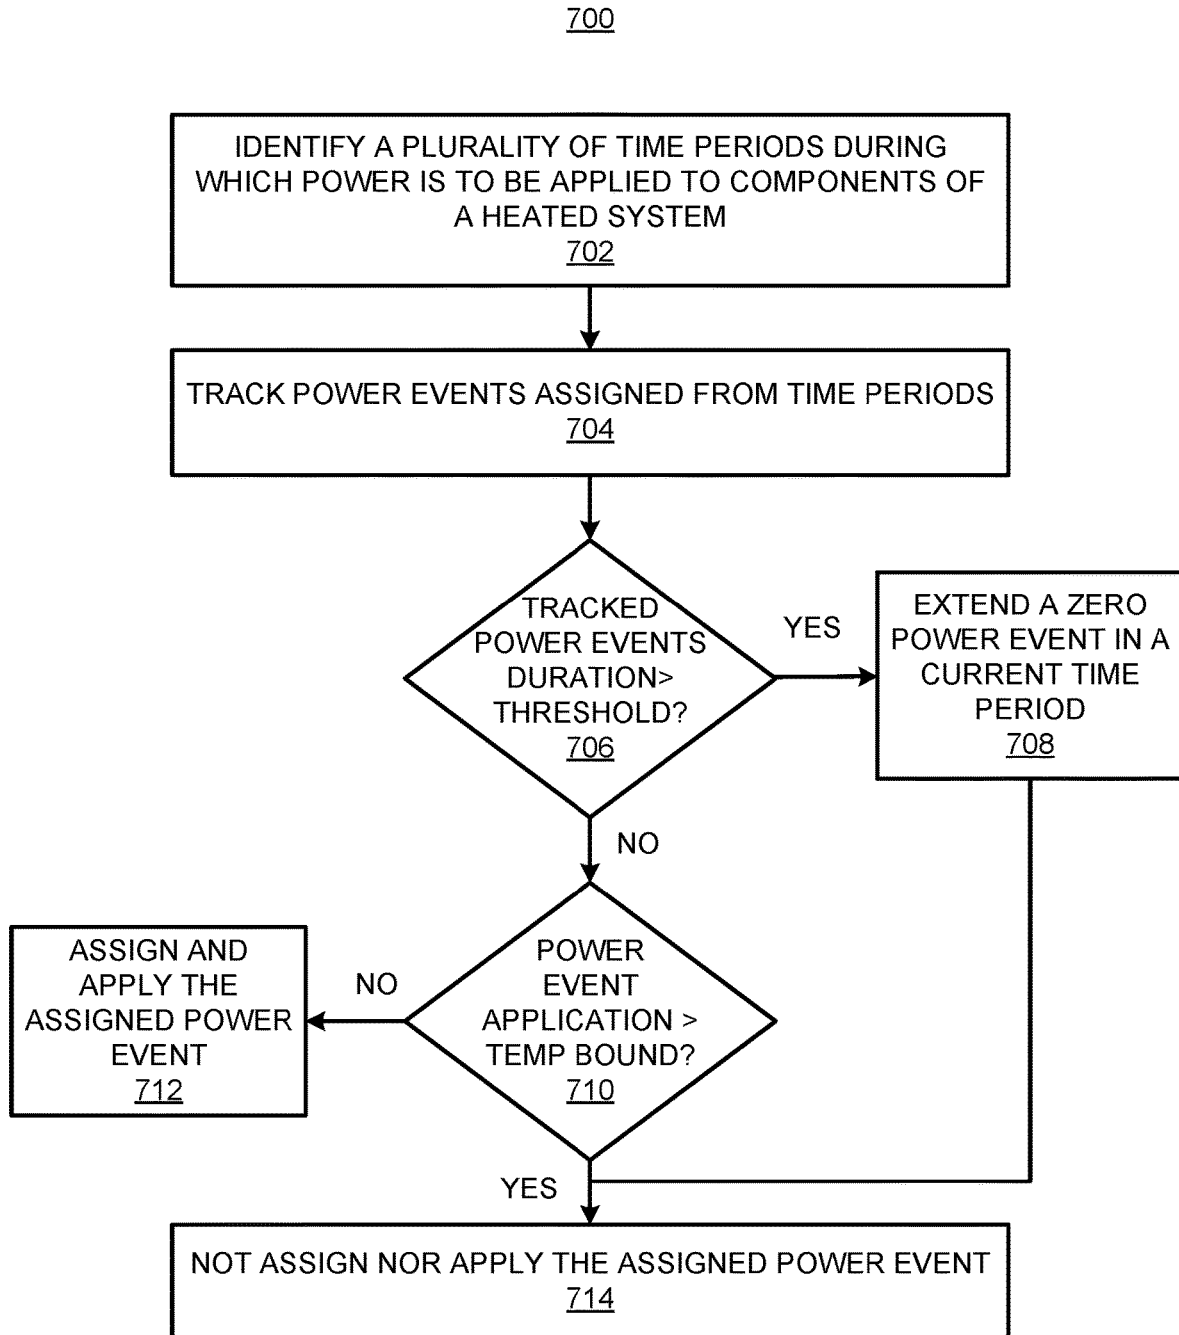 700
IDENTIFY A PLURALITY OF TIME PERIODS DURING
WHICH POWER IS TO BE APPLIED TO COMPONENTS OF
A HEATED SYSTEM
702
TRACK POWER EVENTS ASSIGNED FROM TIME PERIODS
704
TRACKED
POWER EVENTS
DURATION>
THRESHOLD?
706
YES
EXTEND A ZERO
POWER EVENT IN A
CURRENT TIME
PERIOD
708
NO
POWER
EVENT
APPLICATION >
TEMP BOUND?
710
NO
ASSIGN AND
APPLY THE
ASSIGNED POWER
EVENT
712
YES
NOT ASSIGN NOR APPLY THE ASSIGNED POWER EVENT
714